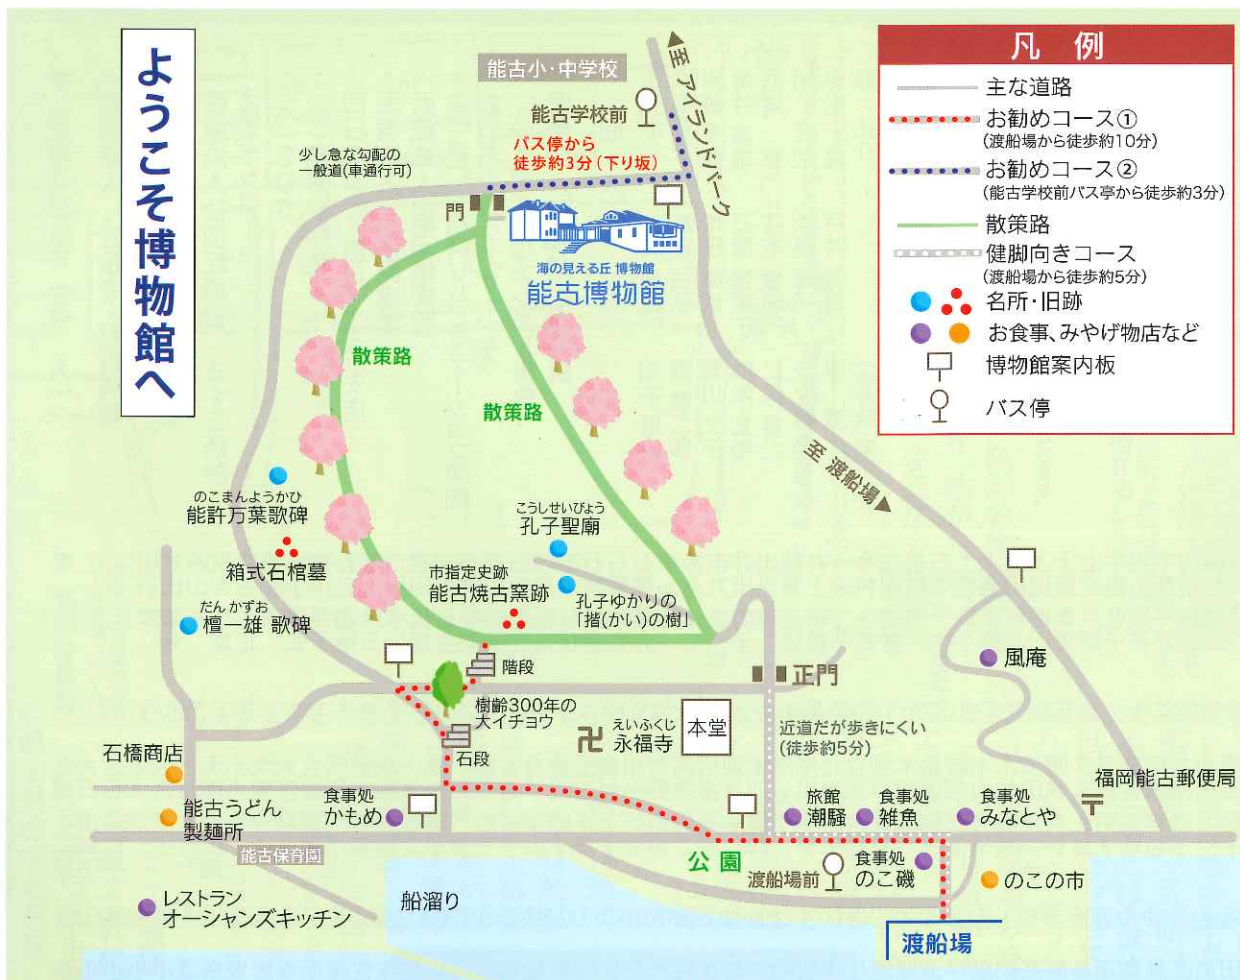 ようこそ博物館へ
能古小・中学校
能古学校前
バス停から
徒歩約3分(下り坂)
少し急な勾配の
一般道(車通行可)
至 アイランドパーク
門
海の見える丘 博物館
能古博物館
散策路
散策路
至 渡船場
凡 例
主な道路
お勧めコース①
(渡船場から徒歩約10分)
お勧めコース②
(能古学校前バス亭から徒歩約3分)
散策路
健脚向きコース
(渡船場から徒歩約5分)
名所・旧跡
お食事、みやげ物店など
博物館案内板
バス停
のこまんようかひ
能許万葉歌碑
箱式石棺墓
だん かずお
檀一雄 歌碑
こうしせいびょう
孔子聖廟
市指定史跡
能古焼古窯跡
孔子ゆかりの
「揩(かい)の樹」
階段
樹齢300年の
大イチョウ
石段
えいふくじ
卍 永福寺
本堂
正門
近道だが歩きにくい
(徒歩約5分)
風庵
福岡能古郵便局
〒
石橋商店
能古うどん
製麺所
食事処
かもめ
旅館
潮騒
食事処
雑魚
食事処
みなとや
能古保育園
公園
渡船場前
食事処
のこ磯
のこの市
レストラン
オーシャンズキッチン
船溜り
渡船場